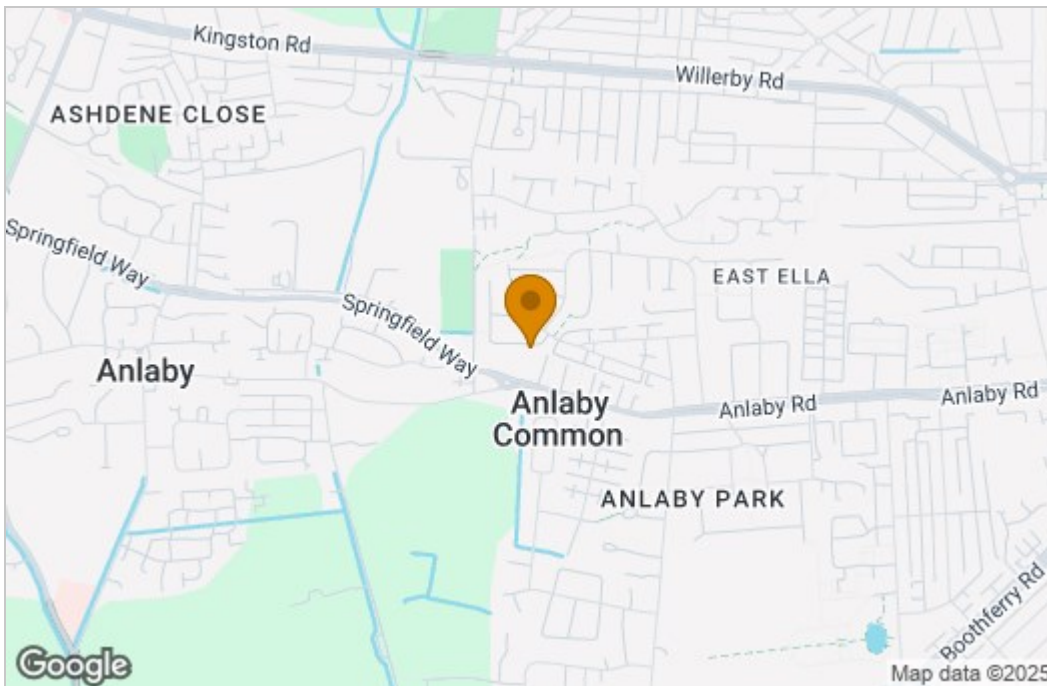 Kingston Rd
Willerby Rd
ASHDENE CLOSE
Springfield Way
EAST ELLA
Springfield Way
Anlaby
Anlaby
Common
Anlaby Rd
Anlaby Rd
ANLABY PARK
Boothferry Rd
Google
Map data ©2025